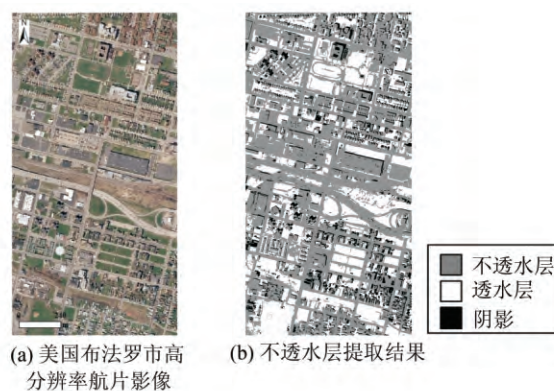 不透水层
透水层
阴影
(a) 美国布法罗市高
分辨率航片影像
(b) 不透水层提取结果